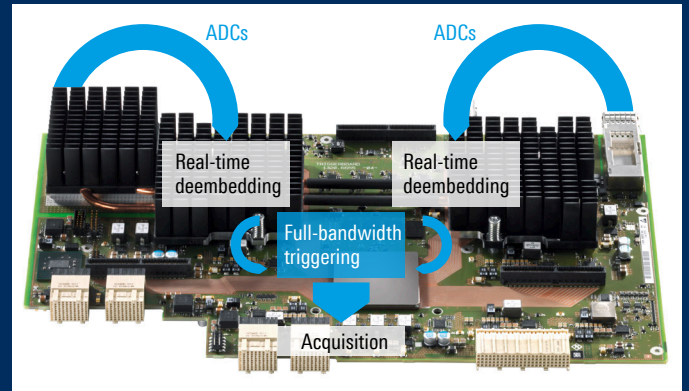 ADCs
ADCs
Real-time
deembedding
Real-time
deembedding
Full-bandwidth
triggering
Acquisition